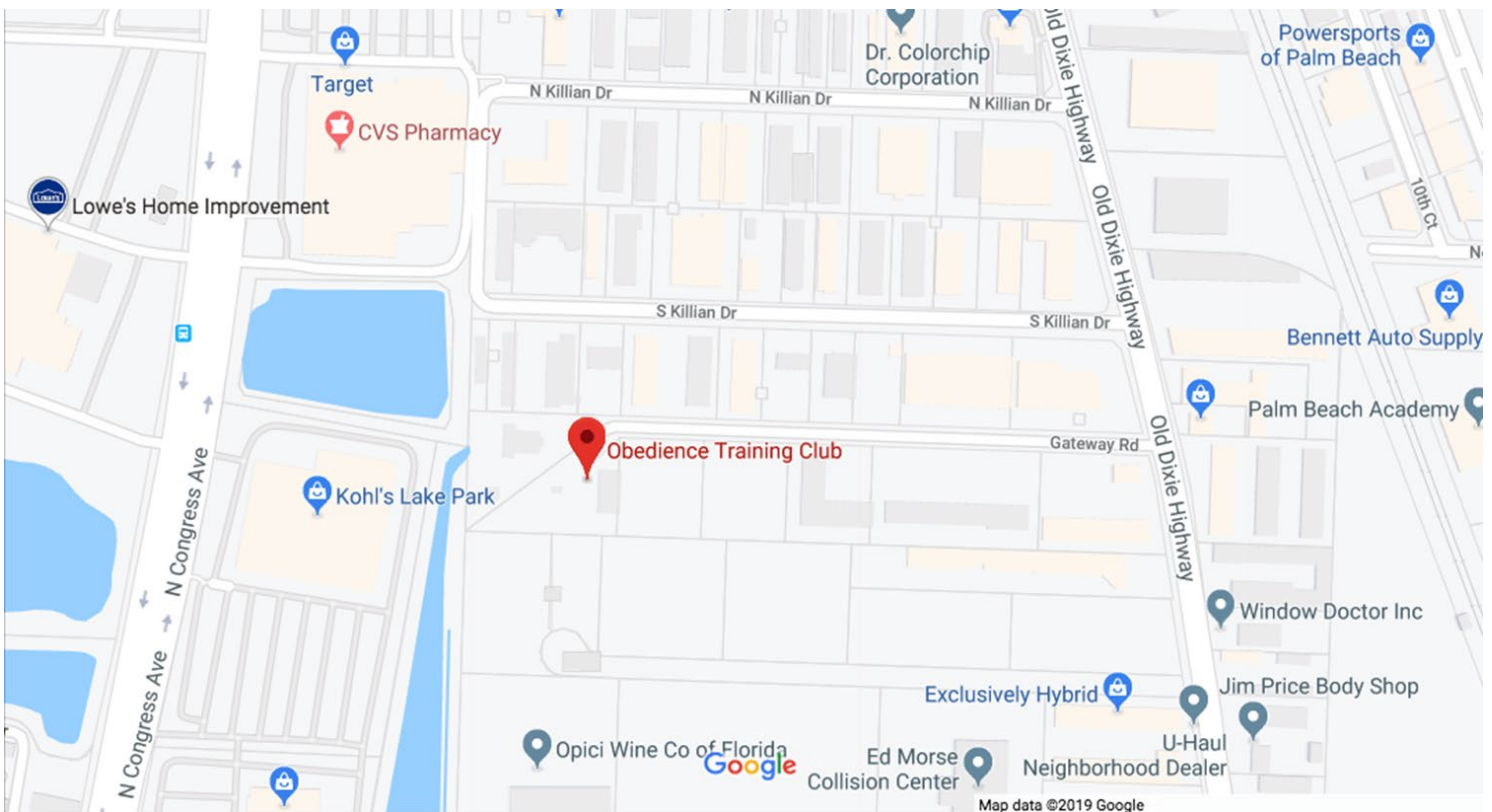 Target
CVS Pharmacy
Lowe's Home Improvement
N Killian Dr
N Killian Dr
N Killian Dr
Dr. Colorchip
Corporation
Old Dixie Highway
Powersports
of Palm Beach
10th Ct
Old Dixie Highway
S Killian Dr
S Killian Dr
Bennett Auto Supply
Palm Beach Academy
Obedience Training Club
Gateway Rd
Old Dixie Highway
Kohl's Lake Park
N Congress Ave
N Congress Ave
Window Doctor Inc
Exclusively Hybrid
Jim Price Body Shop
U-Haul
Neighborhood Dealer
Opici Wine Co of Florida
Google
Ed Morse
Collision Center
Map data ©2019 Google